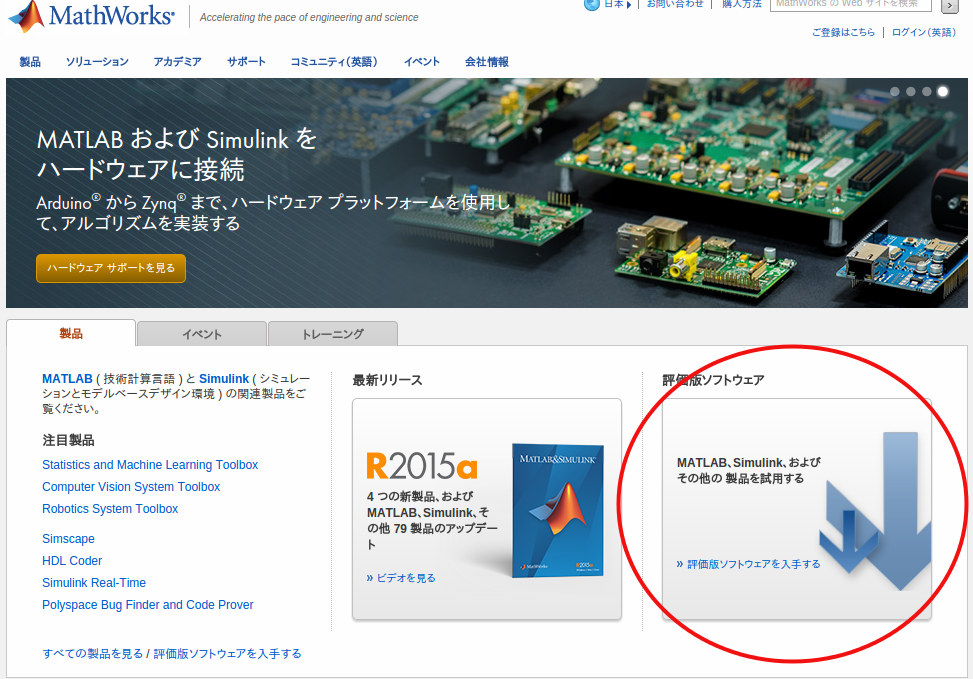 MathWorks®
Accelerating the pace of engineering and science
日本
お問い合わせ
購入方法
MathWorks の Web サイトを検索
ご登録はこちら
ログイン(英語)
製品
ソリューション
アカデミア
サポート
コミュニティ(英語)
イベント
会社情報
MATLAB および Simulink を
ハードウェアに接続
Arduino® から Zynq® まで、ハードウェア プラットフォームを使用し
て、アルゴリズムを実装する
ハードウェア サポートを見る
製品
イベント
トレーニング
MATLAB ( 技術計算言語 ) と Simulink ( シミュレー
ションとモデルベースデザイン環境 ) の関連製品をご
覧ください。
注目製品
Statistics and Machine Learning Toolbox
Computer Vision System Toolbox
Robotics System Toolbox
Simscape
HDL Coder
Simulink Real-Time
Polyspace Bug Finder and Code Prover
すべての製品を見る / 評価版ソフトウェアを入手する
最新リリース
R2015a
4 つの新製品、および
MATLAB、Simulink、そ
の他 79 製品のアップデー
ト
» ビデオを見る
MATLAB&SIMULINK®
MathWorks
R2015a
評価版ソフトウェア
MATLAB、Simulink、および
その他の 製品を試用する
» 評価版ソフトウェアを入手する